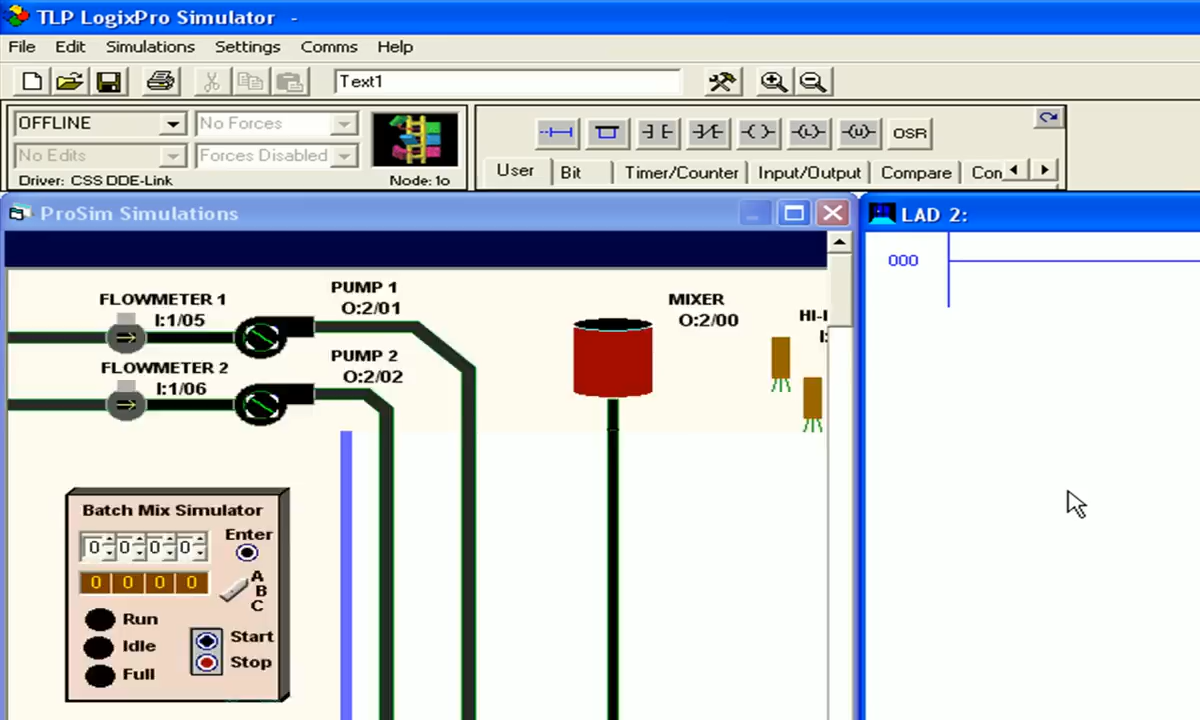 TLP LogixPro Simulator -
File Edit Simulations Settings Comms Help
Text1
OFFLINE No Forces
No Edits Forces Disabled
Driver: CSS DDE-Link Node: 1o
OSR
User Bit Timer/Counter Input/Output Compare Con
ProSim Simulations
LAD 2:
000
FLOWMETER 1
I:1/05
PUMP 1
O:2/01
MIXER
O:2/00
HI-
I:
FLOWMETER 2
I:1/06
PUMP 2
O:2/02
Batch Mix Simulator
0 0 0 0 Enter
0 0 0 0
A
B
C
Run
Idle
Full
Start
Stop